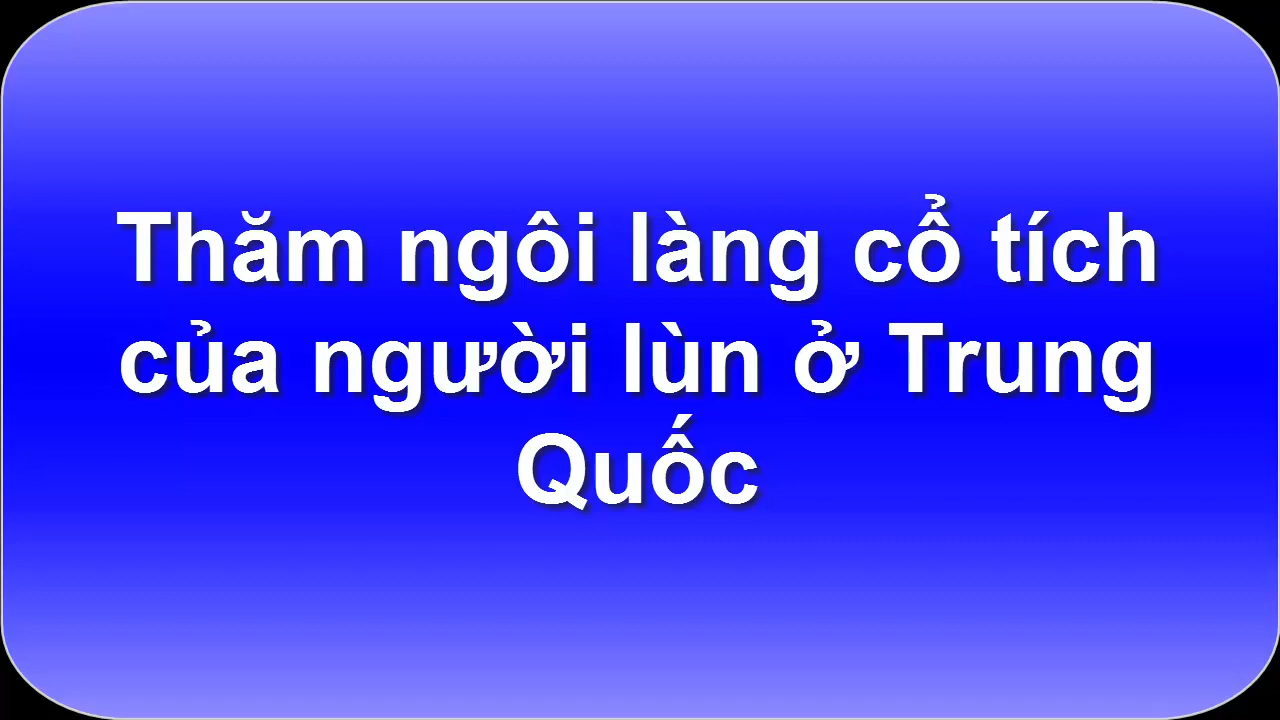 Thăm ngôi làng cổ tích
của người lùn ở Trung
Quốc